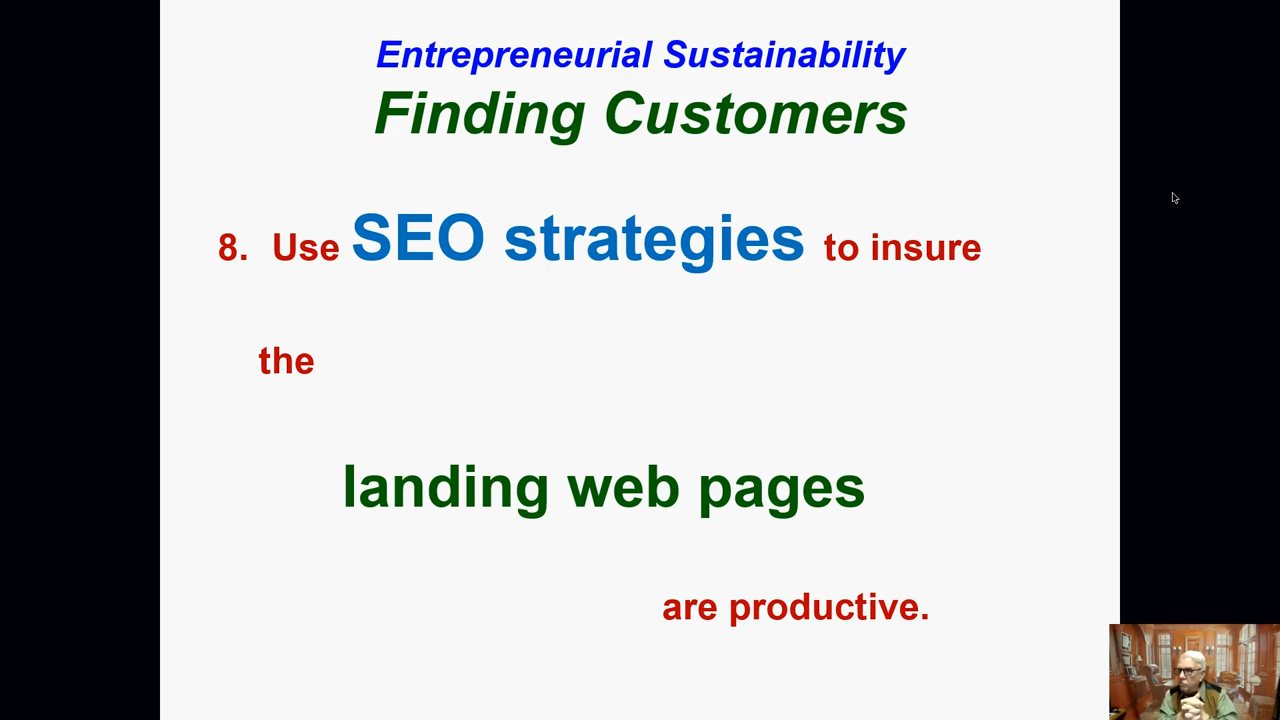 Entrepreneurial Sustainability
Finding Customers
8. Use SEO strategies to insure
the
landing web pages
are productive.